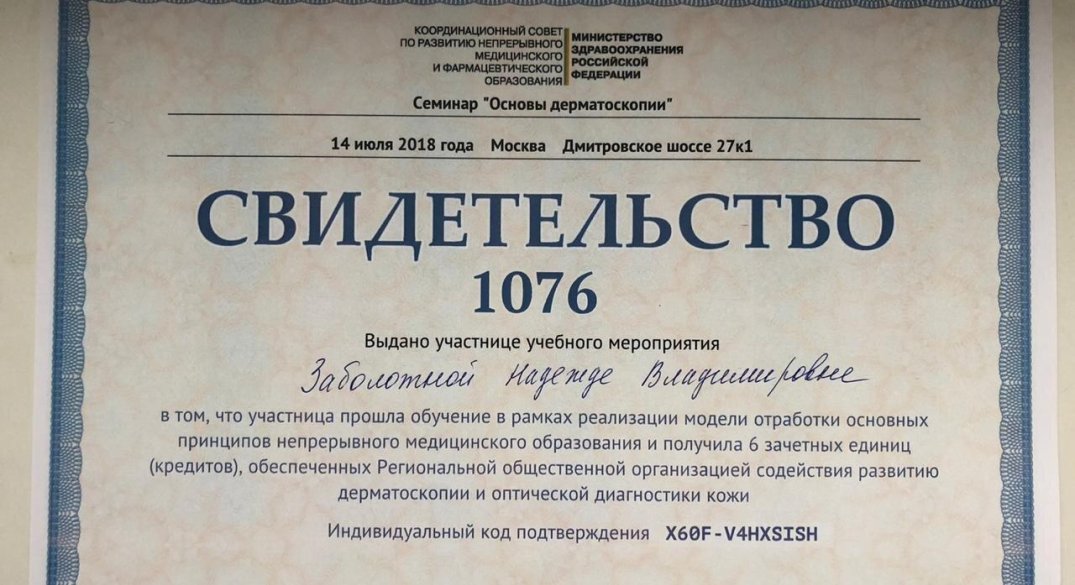 КООРДИНАЦИОННЫЙ СОВЕТ
ПО РАЗВИТИЮ НЕПРЕРЫВНОГО
МЕДИЦИНСКОГО
И ФАРМАЦЕВТИЧЕСКОГО
ОБРАЗОВАНИЯ
МИНИСТЕРСТВО
ЗДРАВООХРАНЕНИЯ
РОССИЙСКОЙ
ФЕДЕРАЦИИ
Семинар "Основы дерматоскопии"
14 июля 2018 года Москва Дмитровское шоссе 27к1
СВИДЕТЕЛЬСТВО
1076
Выдано участнице учебного мероприятия
Заболотной Надежде Владимировне
в том, что участница прошла обучение в рамках реализации модели отработки основных
принципов непрерывного медицинского образования и получила 6 зачетных единиц
(кредитов), обеспеченных Региональной общественной организацией содействия развитию
дерматоскопии и оптической диагностики кожи
Индивидуальный код подтверждения X60F-V4HXSISH